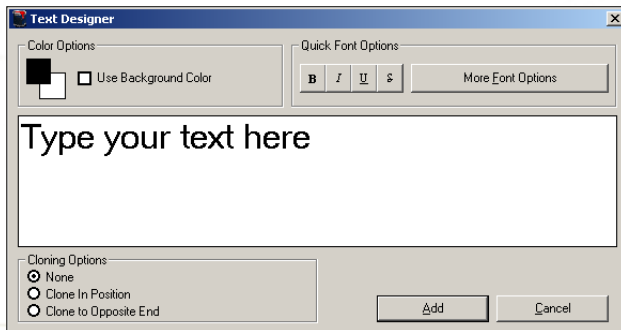 Text Designer
Color Options
Use Background Color
Quick Font Options
B I U S
More Font Options
Type your text here
Cloning Options
None
Clone In Position
Clone to Opposite End
Add
Cancel